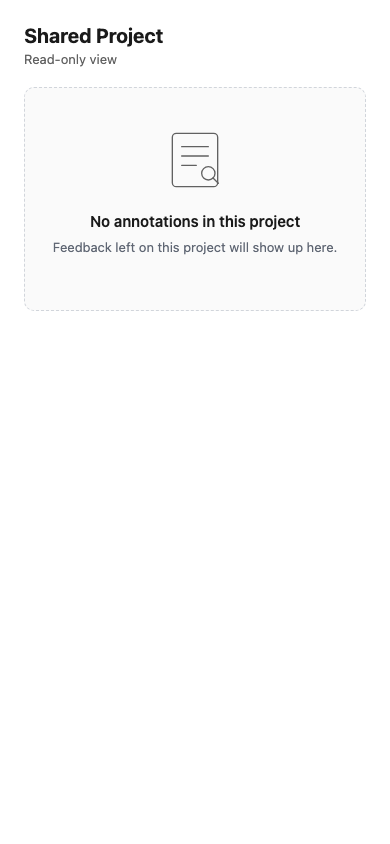 Shared Project
Read-only view
No annotations in this project
Feedback left on this project will show up here.